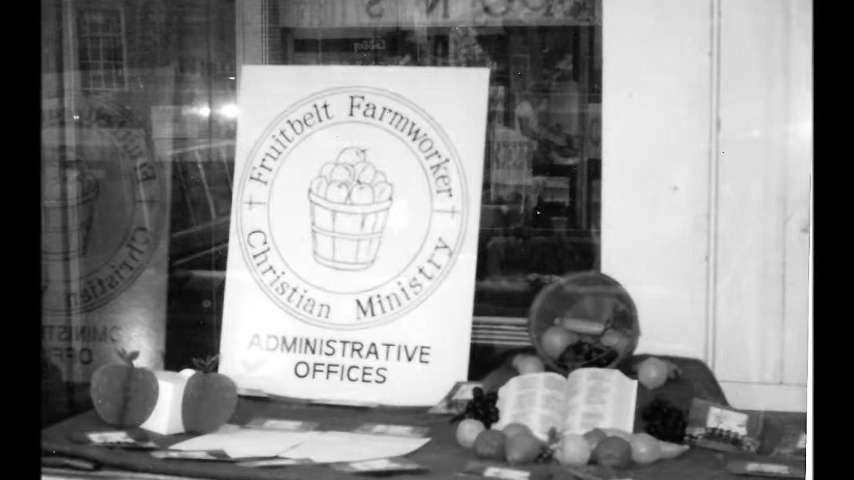 Fruitbelt Farmworker
Christian Ministry
ADMINISTRATIVE
OFFICES